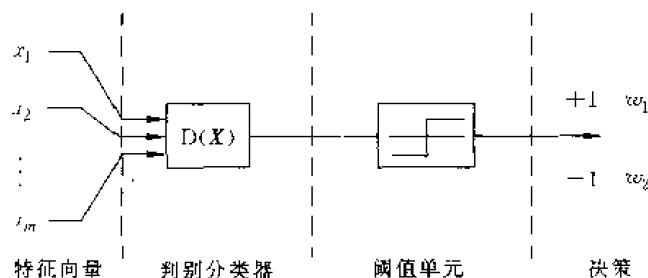 x₁
x₂
⋮
xₘ
D(X)
+1 w₁
−1 w₂
特征向量 判别分类器 阈值单元 决策